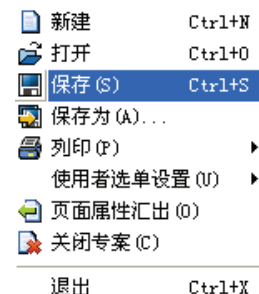 新建 Ctrl+N
打开 Ctrl+O
保存(S) Ctrl+S
保存为(A)...
列印(P)
使用者选单设置(U)
页面属性汇出(O)
关闭专案(C)
退出 Ctrl+X